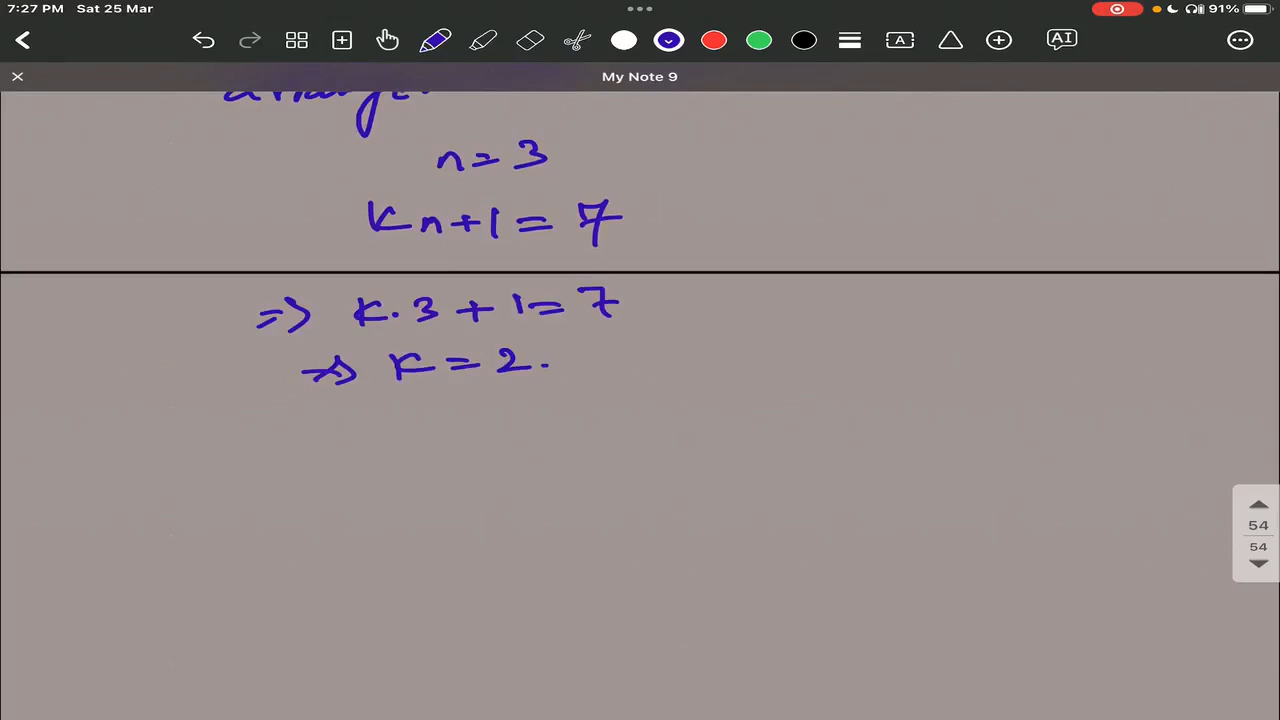 7:27 PM Sat 25 Mar
91%
A
AI
My Note 9
n = 3
kn+1 = 7
⇒ k.3 + 1 = 7
⇒ k = 2.
54
54